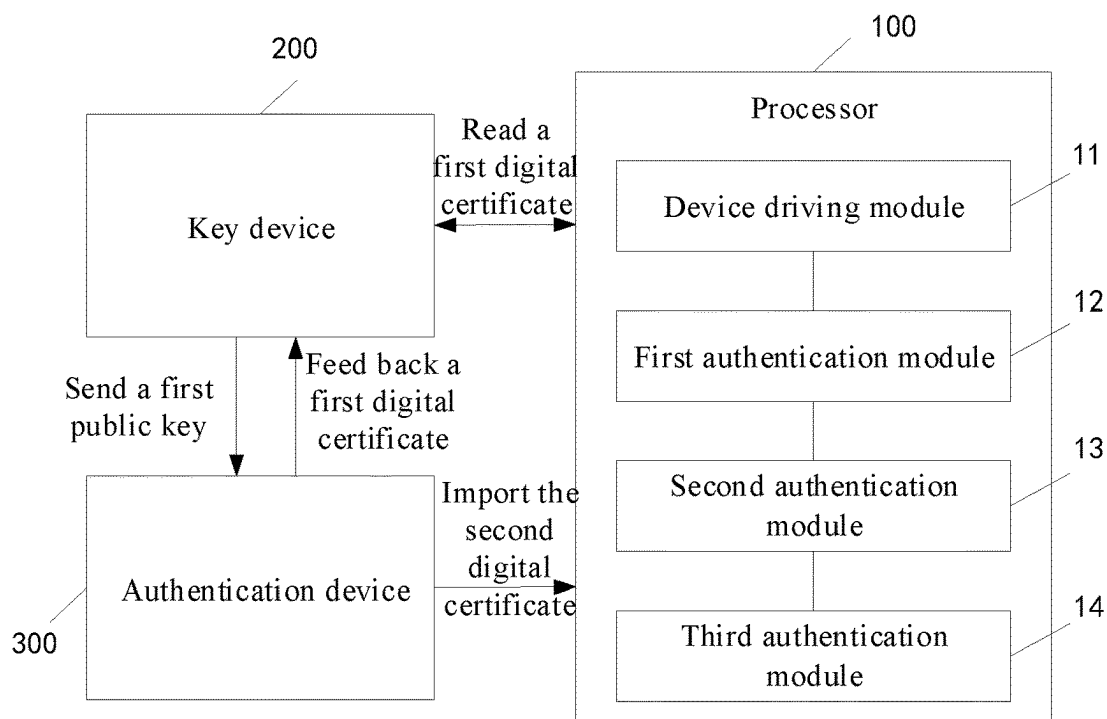 200
100
Processor
Read a
first digital
certificate
11
Device driving module
Key device
12
First authentication module
Send a first
public key
Feed back a
first digital
certificate
13
Second authentication
module
Import the
second
digital
certificate
Authentication device
300
14
Third authentication
module